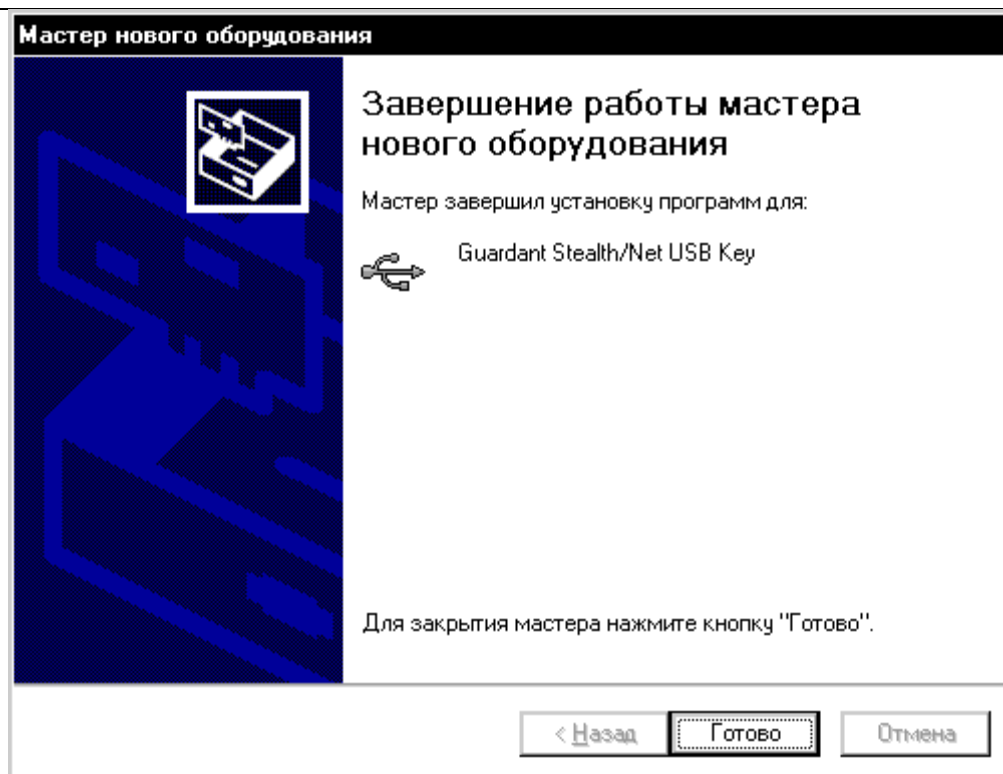 Мастер нового оборудования
Завершение работы мастера
нового оборудования
Мастер завершил установку программ для:
Guardant Stealth/Net USB Key
Для закрытия мастера нажмите кнопку "Готово".
< Назад
Готово
Отмена